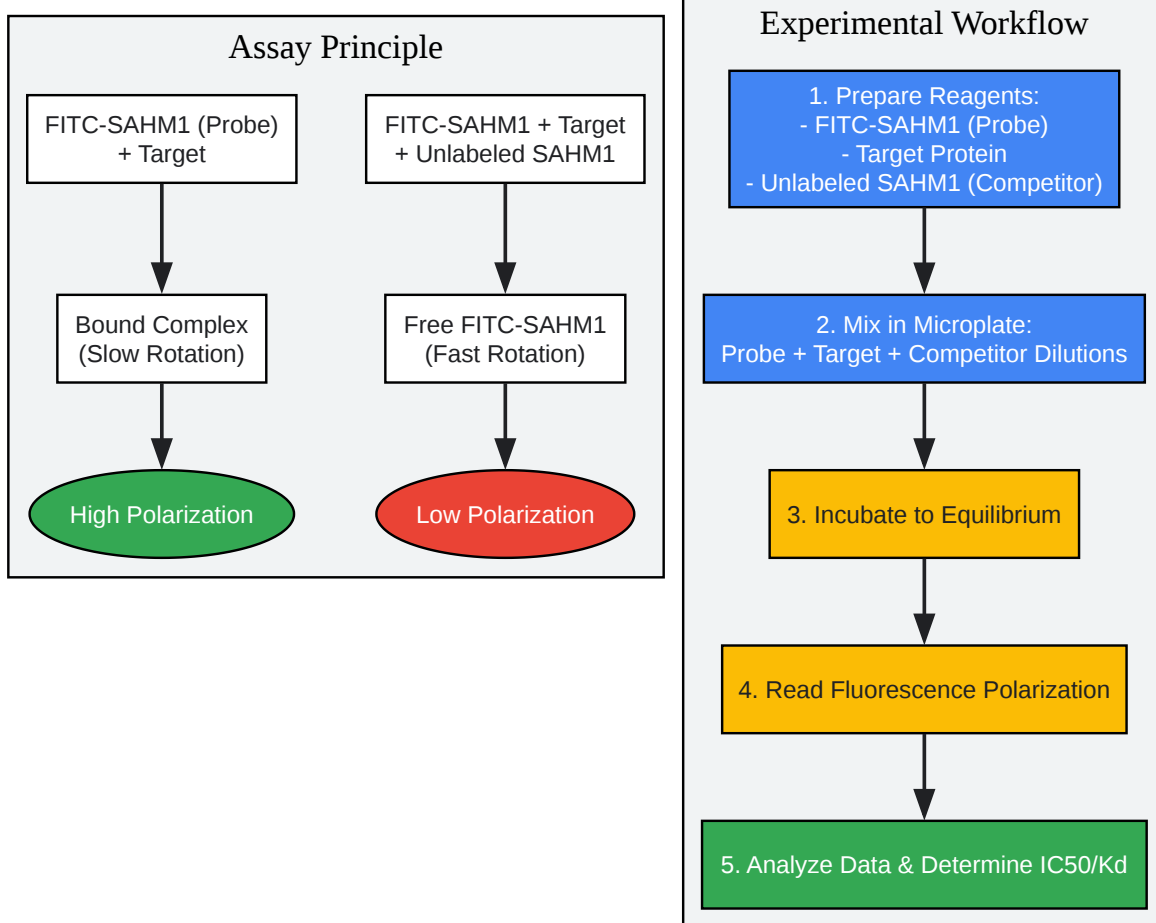 Assay Principle
FITC-SAHM1 (Probe)
+ Target
FITC-SAHM1 + Target
+ Unlabeled SAHM1
Bound Complex
(Slow Rotation)
Free FITC-SAHM1
(Fast Rotation)
High Polarization
Low Polarization
Experimental Workflow
1. Prepare Reagents:
- FITC-SAHM1 (Probe)
- Target Protein
- Unlabeled SAHM1 (Competitor)
2. Mix in Microplate:
Probe + Target + Competitor Dilutions
3. Incubate to Equilibrium
4. Read Fluorescence Polarization
5. Analyze Data & Determine IC50/Kd